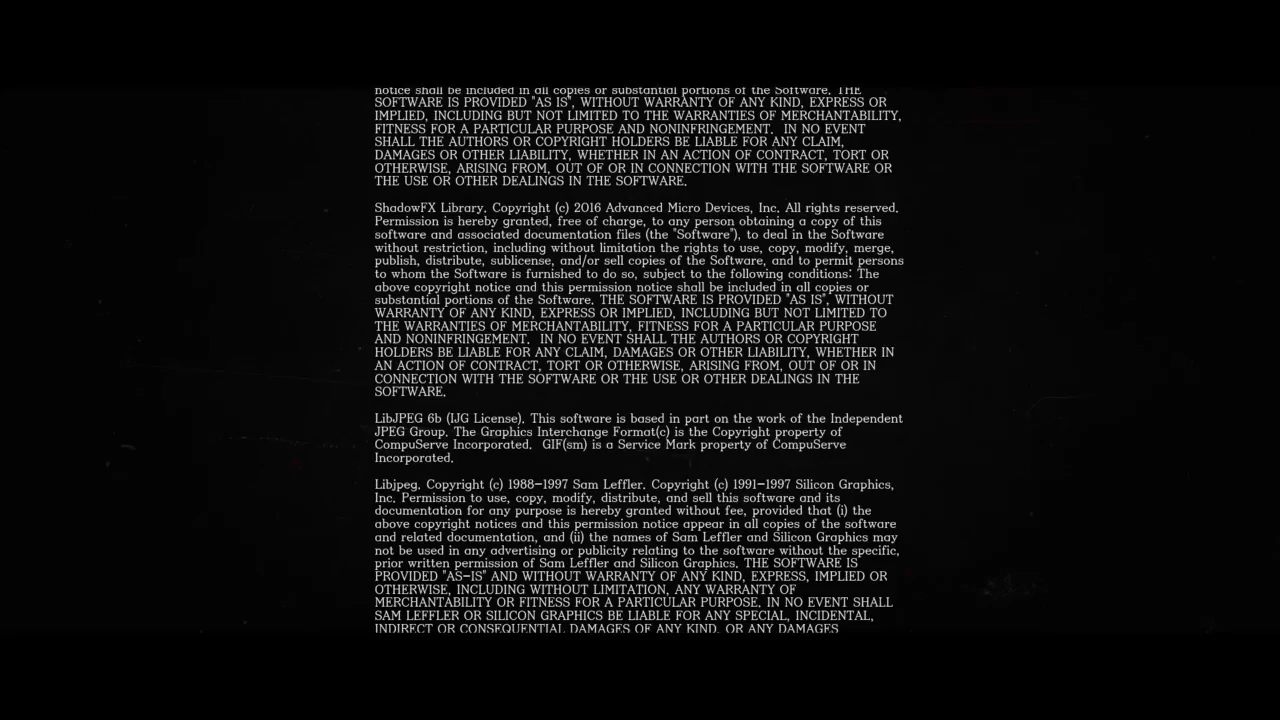 notice shall be included in all copies or substantial portions of the Software. THE
SOFTWARE IS PROVIDED "AS IS", WITHOUT WARRANTY OF ANY KIND, EXPRESS OR
IMPLIED, INCLUDING BUT NOT LIMITED TO THE WARRANTIES OF MERCHANTABILITY,
FITNESS FOR A PARTICULAR PURPOSE AND NONINFRINGEMENT.  IN NO EVENT
SHALL THE AUTHORS OR COPYRIGHT HOLDERS BE LIABLE FOR ANY CLAIM,
DAMAGES OR OTHER LIABILITY, WHETHER IN AN ACTION OF CONTRACT, TORT OR
OTHERWISE, ARISING FROM, OUT OF OR IN CONNECTION WITH THE SOFTWARE OR
THE USE OR OTHER DEALINGS IN THE SOFTWARE.

ShadowFX Library. Copyright (c) 2016 Advanced Micro Devices, Inc. All rights reserved.
Permission is hereby granted, free of charge, to any person obtaining a copy of this
software and associated documentation files (the "Software"), to deal in the Software
without restriction, including without limitation the rights to use, copy, modify, merge,
publish, distribute, sublicense, and/or sell copies of the Software, and to permit persons
to whom the Software is furnished to do so, subject to the following conditions: The
above copyright notice and this permission notice shall be included in all copies or
substantial portions of the Software. THE SOFTWARE IS PROVIDED "AS IS", WITHOUT
WARRANTY OF ANY KIND, EXPRESS OR IMPLIED, INCLUDING BUT NOT LIMITED TO
THE WARRANTIES OF MERCHANTABILITY, FITNESS FOR A PARTICULAR PURPOSE
AND NONINFRINGEMENT.  IN NO EVENT SHALL THE AUTHORS OR COPYRIGHT
HOLDERS BE LIABLE FOR ANY CLAIM, DAMAGES OR OTHER LIABILITY, WHETHER IN
AN ACTION OF CONTRACT, TORT OR OTHERWISE, ARISING FROM, OUT OF OR IN
CONNECTION WITH THE SOFTWARE OR THE USE OR OTHER DEALINGS IN THE
SOFTWARE.

LibJPEG 6b (IJG License). This software is based in part on the work of the Independent
JPEG Group. The Graphics Interchange Format(c) is the Copyright property of
CompuServe Incorporated.  GIF(sm) is a Service Mark property of CompuServe
Incorporated.

Libjpeg. Copyright (c) 1988-1997 Sam Leffler. Copyright (c) 1991-1997 Silicon Graphics,
Inc. Permission to use, copy, modify, distribute, and sell this software and its
documentation for any purpose is hereby granted without fee, provided that (i) the
above copyright notices and this permission notice appear in all copies of the software
and related documentation, and (ii) the names of Sam Leffler and Silicon Graphics may
not be used in any advertising or publicity relating to the software without the specific,
prior written permission of Sam Leffler and Silicon Graphics. THE SOFTWARE IS
PROVIDED "AS-IS" AND WITHOUT WARRANTY OF ANY KIND, EXPRESS, IMPLIED OR
OTHERWISE, INCLUDING WITHOUT LIMITATION, ANY WARRANTY OF
MERCHANTABILITY OR FITNESS FOR A PARTICULAR PURPOSE. IN NO EVENT SHALL
SAM LEFFLER OR SILICON GRAPHICS BE LIABLE FOR ANY SPECIAL, INCIDENTAL,
INDIRECT OR CONSEQUENTIAL DAMAGES OF ANY KIND, OR ANY DAMAGES